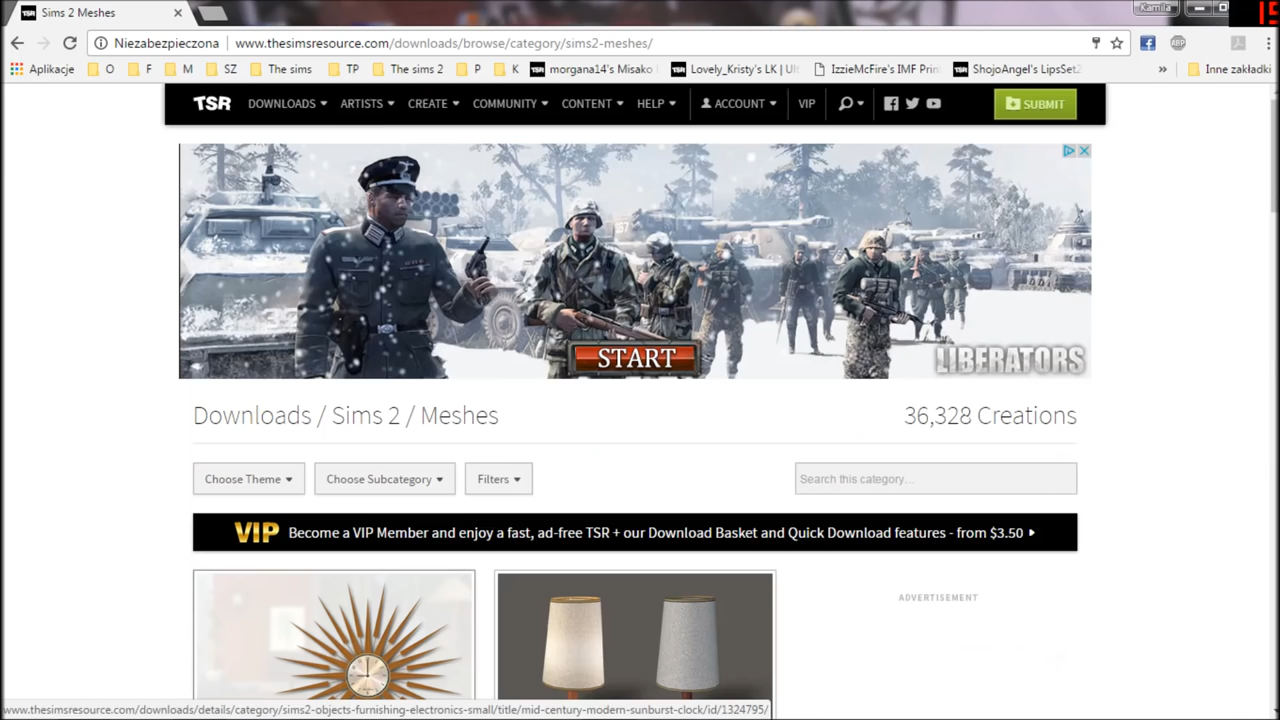 Sims 2 Meshes
Kamila
15
Niezabezpieczona www.thesimsresource.com/downloads/browse/category/sims2-meshes/
ABP
Aplikacje O F M SZ The sims TP The sims 2 P K TSR morgana14's Misako TSR Lovely_Kristy's LK | Ul IzzieMcFire's IMF Prin TSR ShojoAngel's LipsSet2 » Inne zakładki
TSR DOWNLOADS ARTISTS CREATE COMMUNITY CONTENT HELP ACCOUNT VIP SUBMIT
START
LIBERATORS
Downloads / Sims 2 / Meshes 36,328 Creations
Choose Theme Choose Subcategory Filters Search this category...
VIP Become a VIP Member and enjoy a fast, ad-free TSR + our Download Basket and Quick Download features - from $3.50
ADVERTISEMENT
www.thesimsresource.com/downloads/details/category/sims2-objects-furnishing-electronics-small/title/mid-century-modern-sunburst-clock/id/1324795/